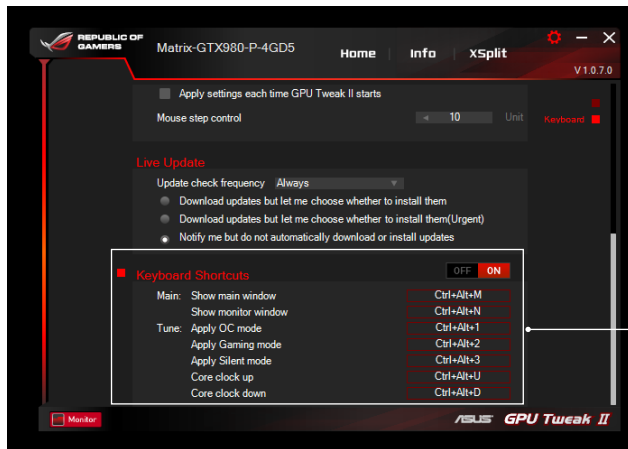 REPUBLIC OF
GAMERS
Matrix-GTX980-P-4GD5
Home
Info
XSplit
V 1.0.7.0
Apply settings each time GPU Tweak II starts
Mouse step control 10 Unit
Keyboard
Live Update
Update check frequency Always
Download updates but let me choose whether to install them
Download updates but let me choose whether to install them(Urgent)
Notify me but do not automatically download or install updates
Keyboard Shortcuts OFF ON
Main: Show main window Ctrl+Alt+M
Show monitor window Ctrl+Alt+N
Tune: Apply OC mode Ctrl+Alt+1
Apply Gaming mode Ctrl+Alt+2
Apply Silent mode Ctrl+Alt+3
Core clock up Ctrl+Alt+U
Core clock down Ctrl+Alt+D
Monitor
ASUS GPU Tweak II